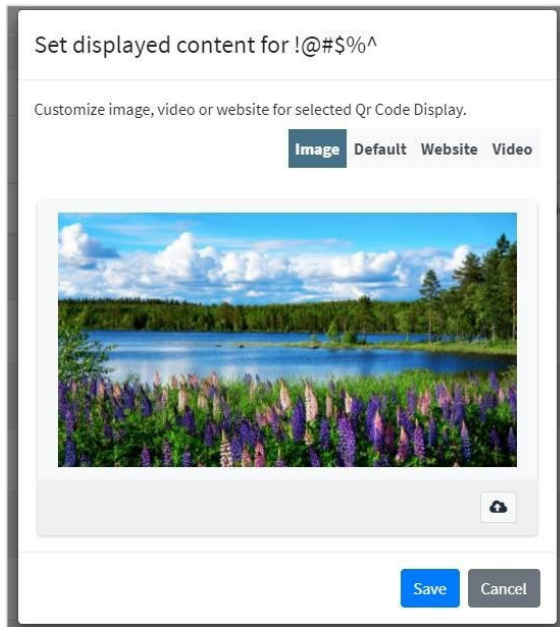 Set displayed content for !@#$%^
Customize image, video or website for selected Qr Code Display.
Image Default Website Video
Save Cancel